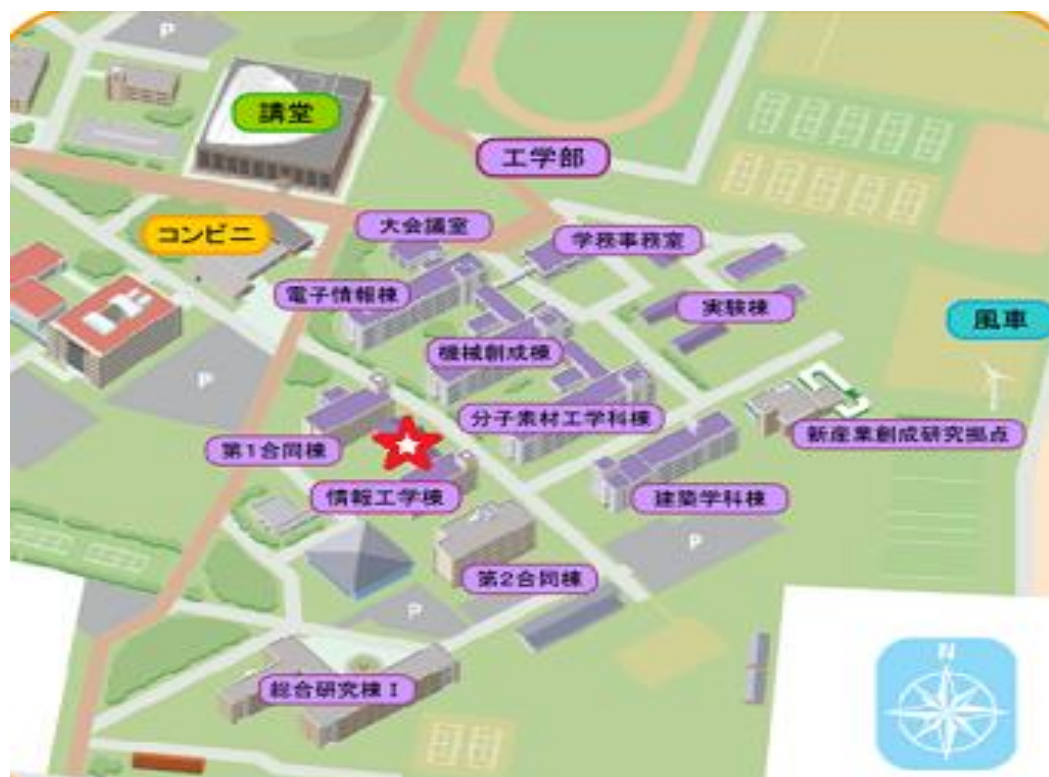 P
講堂
工学部
コンビニ
大会議室
学務事務室
電子情報棟
実験棟
風車
機械創成棟
P
分子素材工学科棟
新産業創成研究拠点
第1合同棟
情報工学棟
建築学科棟
P
第2合同棟
P
総合研究棟 I
N